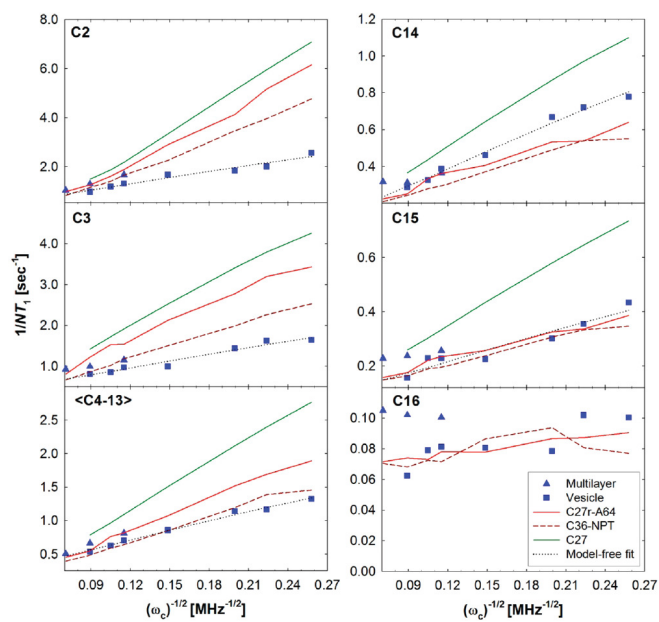 C2
8.0
6.0
4.0
2.0
C3
4.0
3.0
2.0
1.0
1/NT1 [sec-1]
<C4-13>
2.5
2.0
1.5
1.0
0.5
0.09 0.12 0.15 0.18 0.21 0.24 0.27
(ωc)-1/2 [MHz-1/2]
C14
1.2
1.0
0.8
0.6
0.4
C15
0.6
0.4
0.2
C16
0.10
0.08
0.06
0.04
0.02
0.00
Multilayer
Vesicle
C27r-A64
C36-NPT
C27
Model-free fit
0.09 0.12 0.15 0.18 0.21 0.24 0.27
(ωc)-1/2 [MHz-1/2]